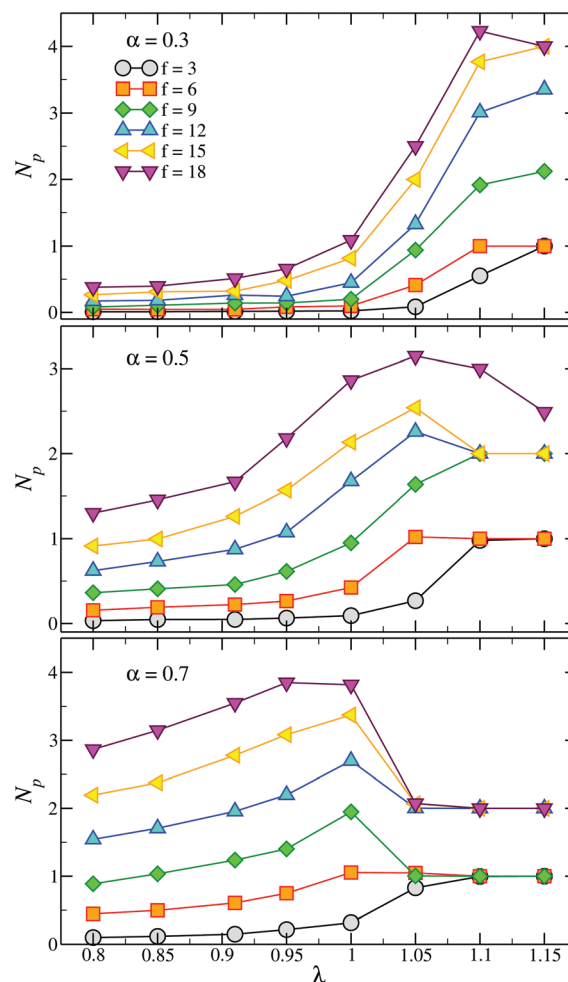 α = 0.3
f = 3
f = 6
f = 9
f = 12
f = 15
f = 18
4
3
2
1
0
N_p
α = 0.5
3
2
1
0
N_p
α = 0.7
4
3
2
1
0
N_p
0.8 0.85 0.9 0.95 1 1.05 1.1 1.15
λ